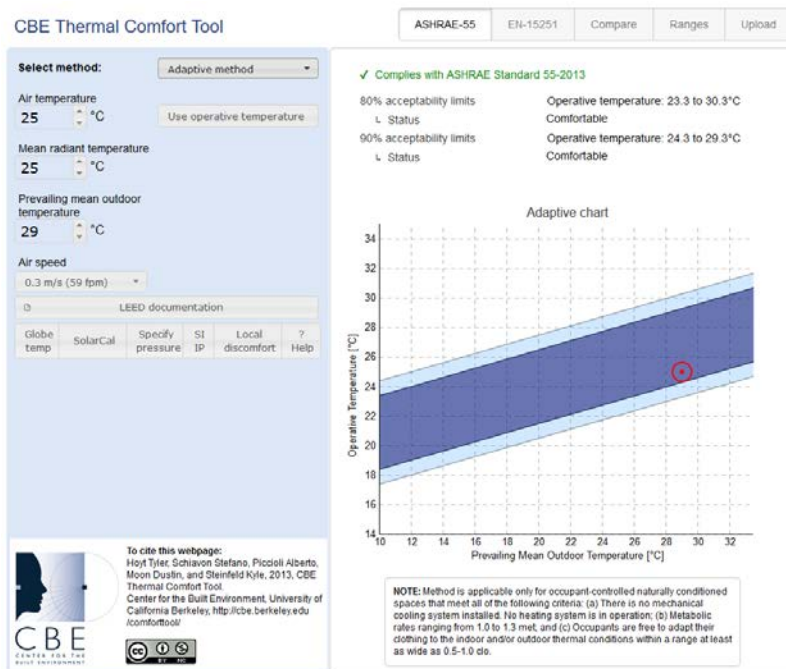 CBE Thermal Comfort Tool
ASHRAE-55
EN-15251
Compare
Ranges
Upload
Select method:
Adaptive method
Air temperature
25
°C
Use operative temperature
Mean radiant temperature
25
°C
Prevailing mean outdoor
temperature
29
°C
Air speed
0.3 m/s (59 fpm)
LEED documentation
Globe
temp
SolarCal
Specify
pressure
SI
IP
Local
discomfort
?
Help
✓ Complies with ASHRAE Standard 55-2013
80% acceptability limits
Operative temperature: 23.3 to 30.3°C
↳ Status
Comfortable
90% acceptability limits
Operative temperature: 24.3 to 29.3°C
↳ Status
Comfortable
Adaptive chart
Operative Temperature [°C]
34
32
30
28
26
24
22
20
18
16
14
10
12
14
16
18
20
22
24
26
28
30
32
Prevailing Mean Outdoor Temperature [°C]
NOTE: Method is applicable only for occupant-controlled naturally conditioned
spaces that meet all of the following criteria: (a) There is no mechanical
cooling system installed. No heating system is in operation; (b) Metabolic
rates ranging from 1.0 to 1.3 met; and (c) Occupants are free to adapt their
clothing to the indoor and/or outdoor thermal conditions within a range at least
as wide as 0.5-1.0 clo.
CBE
CENTER FOR THE
BUILT ENVIRONMENT
To cite this webpage:
Hoyt Tyler, Schiavon Stefano, Piccioli Alberto,
Moon Dustin, and Steinfeld Kyle, 2013, CBE
Thermal Comfort Tool.
Center for the Built Environment, University of
California Berkeley, http://cbe.berkeley.edu
/comforttool/
CC
BY NC